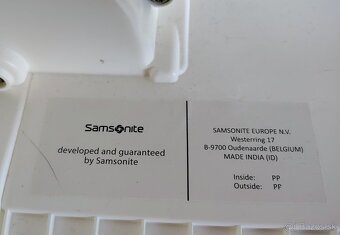 Samsonite
developed and guaranteed
by Samsonite
SAMSONITE EUROPE N.V.
Westerring 17
B-9700 Oudenaarde (BELGIUM)
MADE INDIA (ID)
Inside: PP
Outside: PP